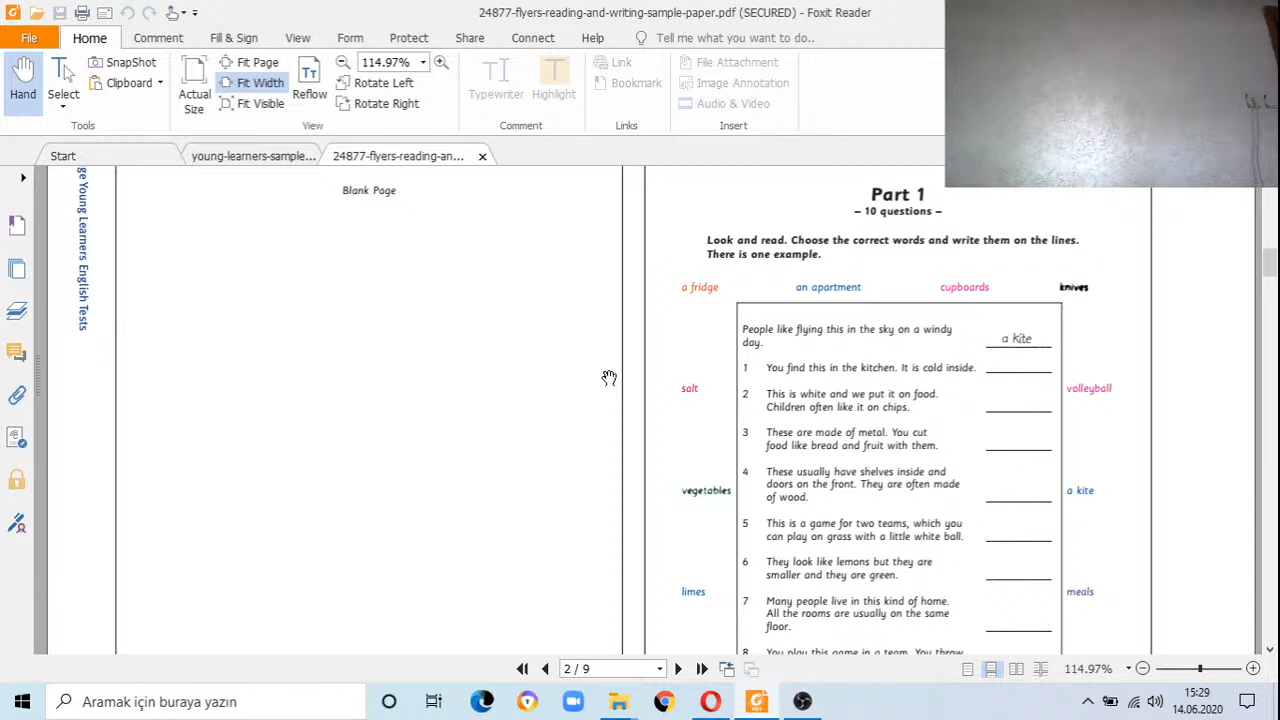 24877-flyers-reading-and-writing-sample-paper.pdf (SECURED) - Foxit Reader
File Home Comment Fill & Sign View Form Protect Share Connect Help Tell me what you want to do..
Hand Select SnapShot Clipboard
Tools
Actual Size Fit Page Fit Width Fit Visible Reflow 114.97% Rotate Left Rotate Right
View
Typewriter Highlight
Comment
Link Bookmark
Links
File Attachment Image Annotation Audio & Video
Insert
Start young-learners-sample... 24877-flyers-reading-an...
ge Young Learners English Tests
Blank Page
Part 1
– 10 questions –
Look and read. Choose the correct words and write them on the lines.
There is one example.
a fridge an apartment cupboards knives
People like flying this in the sky on a windy
day.
a kite
1 You find this in the kitchen. It is cold inside.
salt
volleyball
2 This is white and we put it on food.
Children often like it on chips.
3 These are made of metal. You cut
food like bread and fruit with them.
4 These usually have shelves inside and
doors on the front. They are often made
of wood.
vegetables
a kite
5 This is a game for two teams, which you
can play on grass with a little white ball.
6 They look like lemons but they are
smaller and they are green.
limes
meals
7 Many people live in this kind of home.
All the rooms are usually on the same
floor.
8 You play this game in a team. You throw
2 / 9 114.97%
Aramak için buraya yazın
15:29
14.06.2020